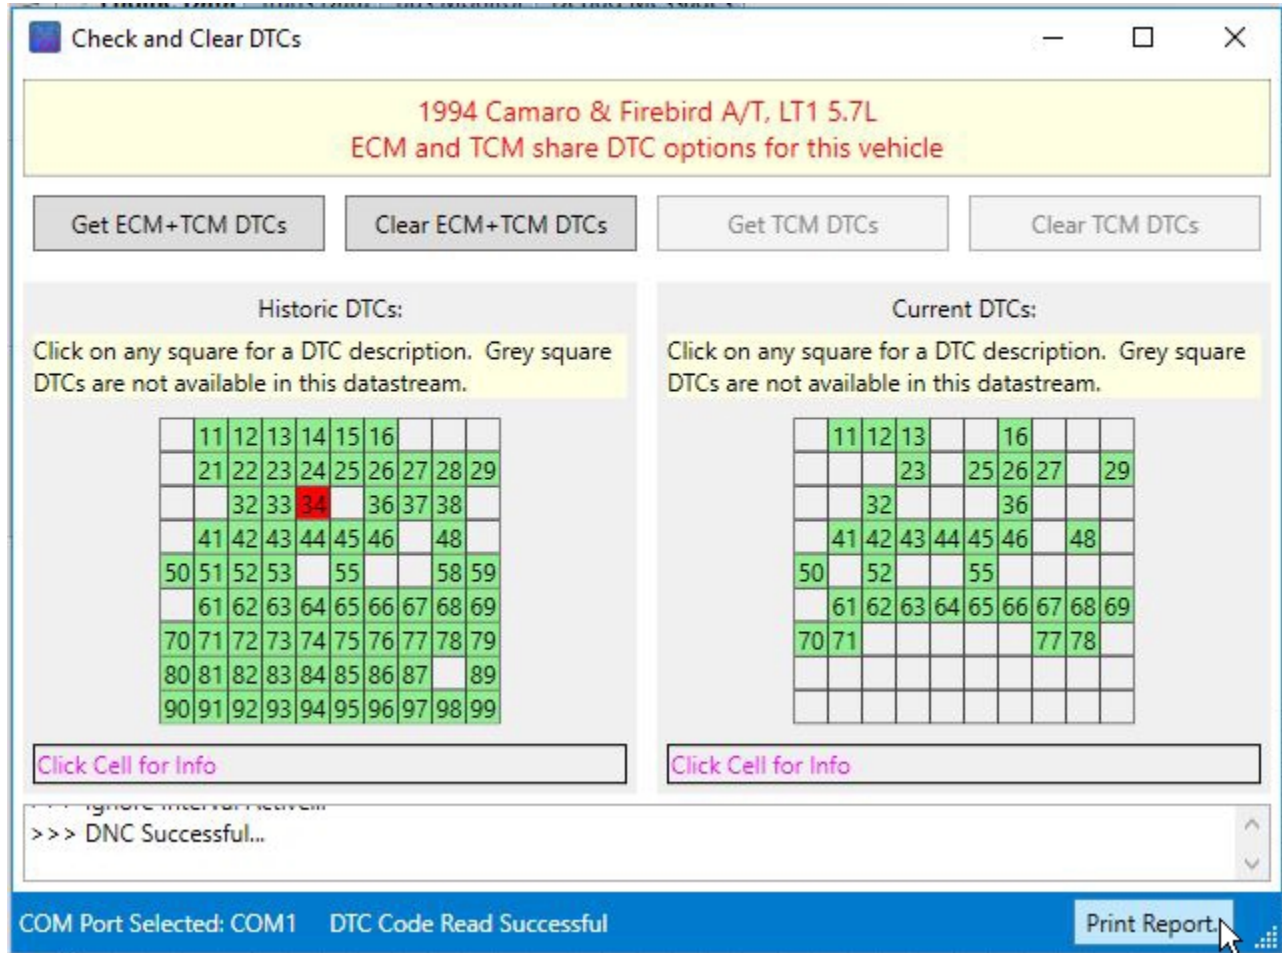 Check and Clear DTCs
1994 Camaro & Firebird A/T, LT1 5.7L
ECM and TCM share DTC options for this vehicle
Get ECM+TCM DTCs
Clear ECM+TCM DTCs
Get TCM DTCs
Clear TCM DTCs
Historic DTCs:
Click on any square for a DTC description. Grey square
DTCs are not available in this datastream.
11 12 13 14 15 16
21 22 23 24 25 26 27 28 29
32 33 34 36 37 38
41 42 43 44 45 46 48
50 51 52 53 55 58 59
61 62 63 64 65 66 67 68 69
70 71 72 73 74 75 76 77 78 79
80 81 82 83 84 85 86 87 89
90 91 92 93 94 95 96 97 98 99
Click Cell for Info
Current DTCs:
Click on any square for a DTC description. Grey square
DTCs are not available in this datastream.
11 12 13 16
23 25 26 27 29
32 36
41 42 43 44 45 46 48
50 52 55
61 62 63 64 65 66 67 68 69
70 71 77 78
Click Cell for Info
>>> DNC Successful...
COM Port Selected: COM1
DTC Code Read Successful
Print Report.